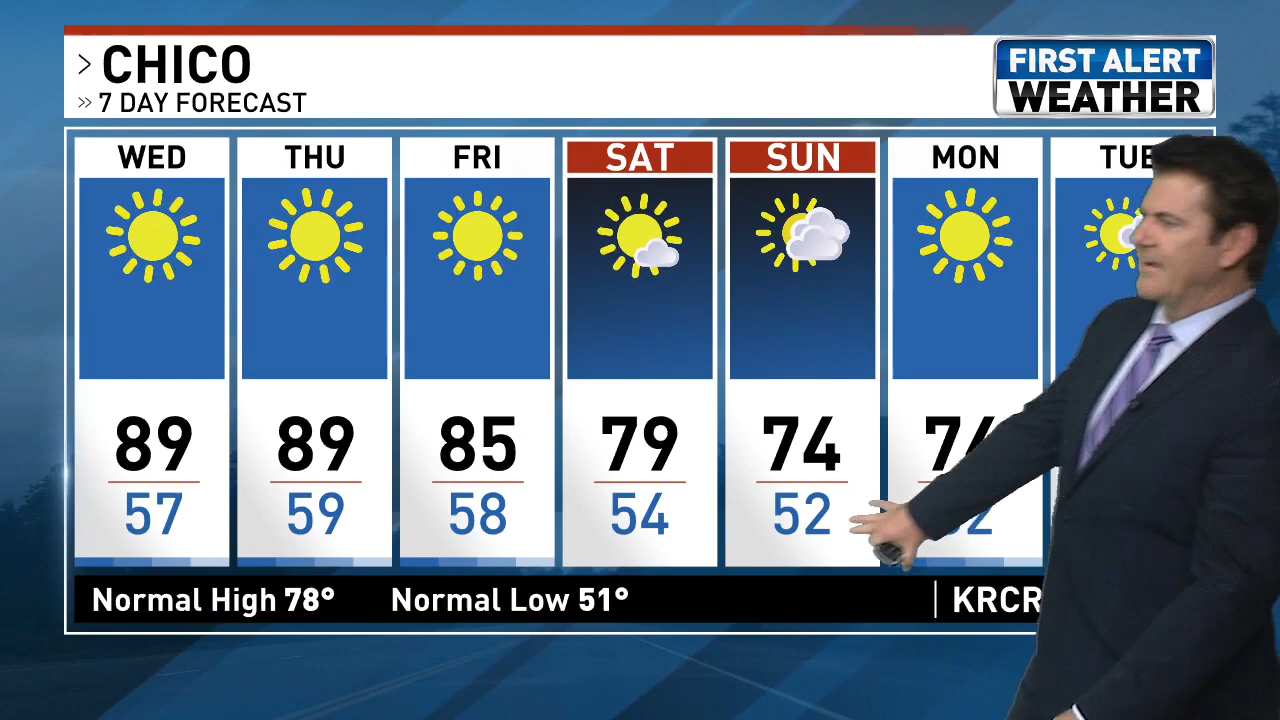 > CHICO
» 7 DAY FORECAST
FIRST ALERT
WEATHER
WED THU FRI SAT SUN MON TUE
89 89 85 79 74
57 59 58 54 52
Normal High 78° Normal Low 51° | KRCR